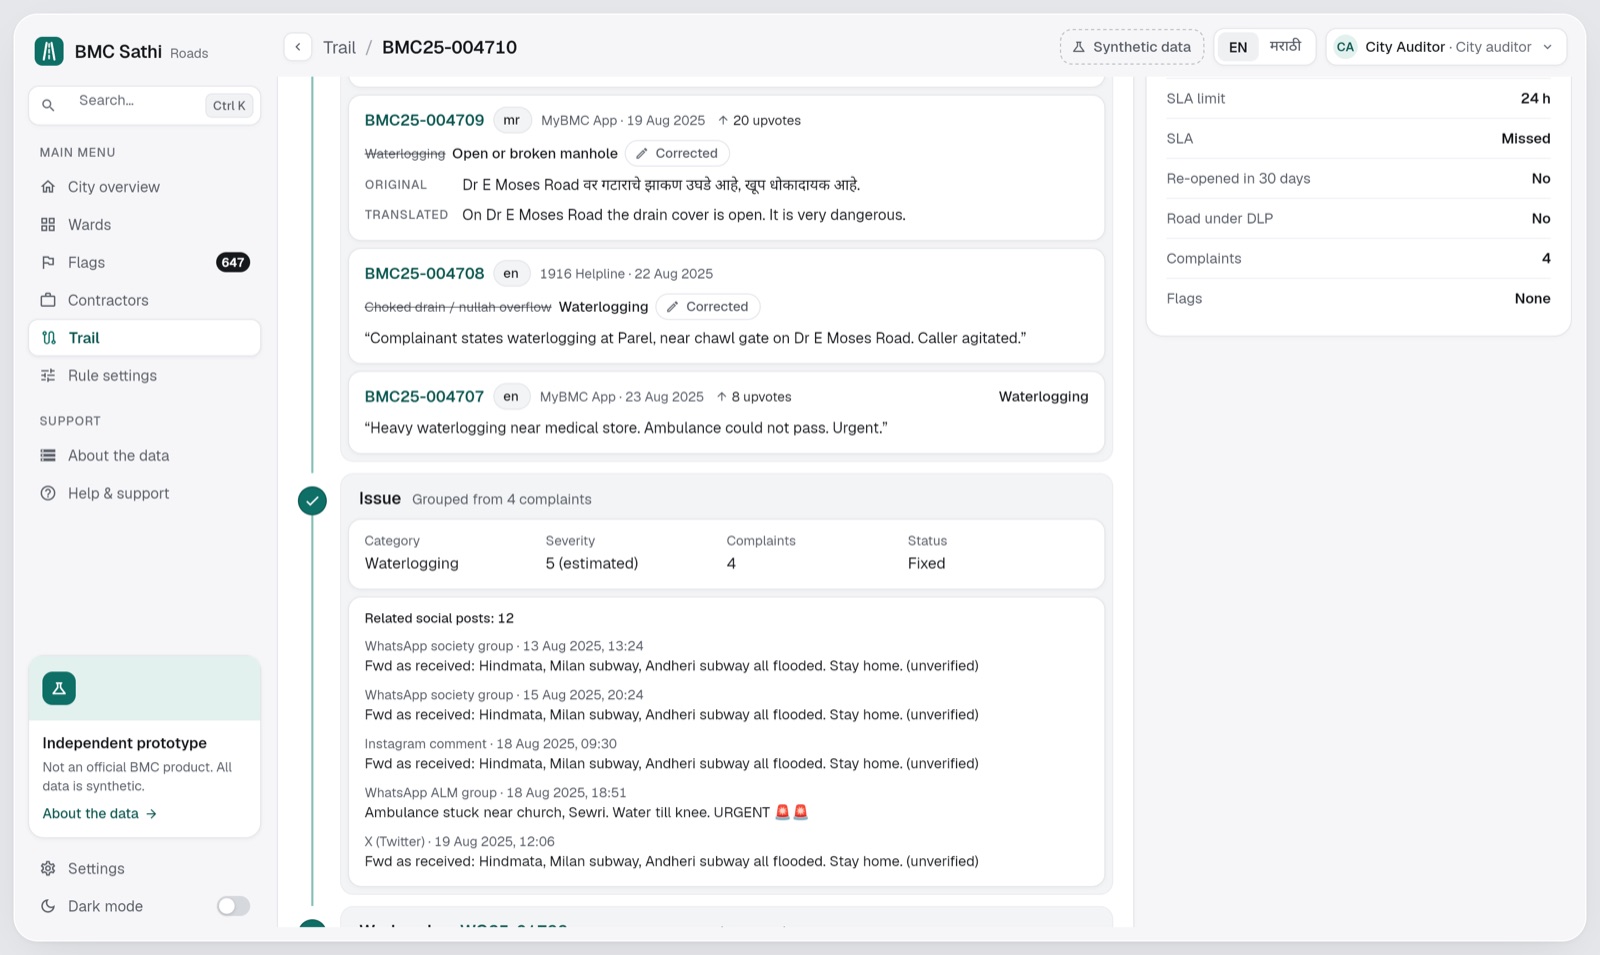 BMC Sathi Roads
Search...
Ctrl K
MAIN MENU
City overview
Wards
Flags 647
Contractors
Trail
Rule settings
SUPPORT
About the data
Help & support
Independent prototype
Not an official BMC product. All
data is synthetic.
About the data →
Settings
Dark mode
Trail / BMC25-004710
Synthetic data
EN मराठी
CA City Auditor · City auditor
BMC25-004709 mr MyBMC App · 19 Aug 2025 ↑ 20 upvotes
Waterlogging Open or broken manhole Corrected
ORIGINAL Dr E Moses Road वर गटाराचे झाकण उघडे आहे, खूप धोकादायक आहे.
TRANSLATED On Dr E Moses Road the drain cover is open. It is very dangerous.
BMC25-004708 en 1916 Helpline · 22 Aug 2025
Choked drain / nullah overflow Waterlogging Corrected
“Complainant states waterlogging at Parel, near chawl gate on Dr E Moses Road. Caller agitated.”
BMC25-004707 en MyBMC App · 23 Aug 2025 ↑ 8 upvotes Waterlogging
“Heavy waterlogging near medical store. Ambulance could not pass. Urgent.”
Issue Grouped from 4 complaints
Category Severity Complaints Status
Waterlogging 5 (estimated) 4 Fixed
Related social posts: 12
WhatsApp society group · 13 Aug 2025, 13:24
Fwd as received: Hindmata, Milan subway, Andheri subway all flooded. Stay home. (unverified)
WhatsApp society group · 15 Aug 2025, 20:24
Fwd as received: Hindmata, Milan subway, Andheri subway all flooded. Stay home. (unverified)
Instagram comment · 18 Aug 2025, 09:30
Fwd as received: Hindmata, Milan subway, Andheri subway all flooded. Stay home. (unverified)
WhatsApp ALM group · 18 Aug 2025, 18:51
Ambulance stuck near church, Sewri. Water till knee. URGENT 🚨🚨
X (Twitter) · 19 Aug 2025, 12:06
Fwd as received: Hindmata, Milan subway, Andheri subway all flooded. Stay home. (unverified)
SLA limit 24 h
SLA Missed
Re-opened in 30 days No
Road under DLP No
Complaints 4
Flags None